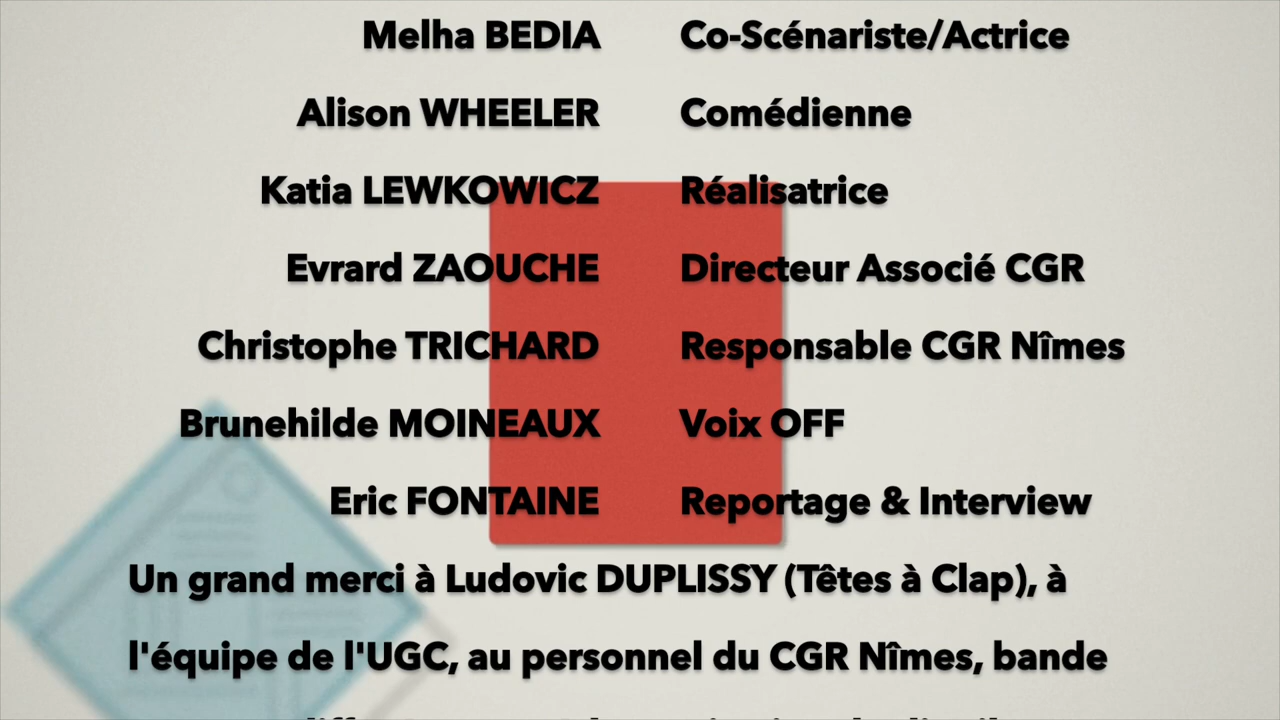 Melha BEDIA Co-Scénariste/Actrice
Alison WHEELER Comédienne
Katia LEWKOWICZ Réalisatrice
Evrard ZAOUCHE Directeur Associé CGR
Christophe TRICHARD Responsable CGR Nîmes
Brunehilde MOINEAUX Voix OFF
Eric FONTAINE Reportage & Interview
Un grand merci à Ludovic DUPLISSY (Têtes à Clap), à
l'équipe de l'UGC, au personnel du CGR Nîmes, bande